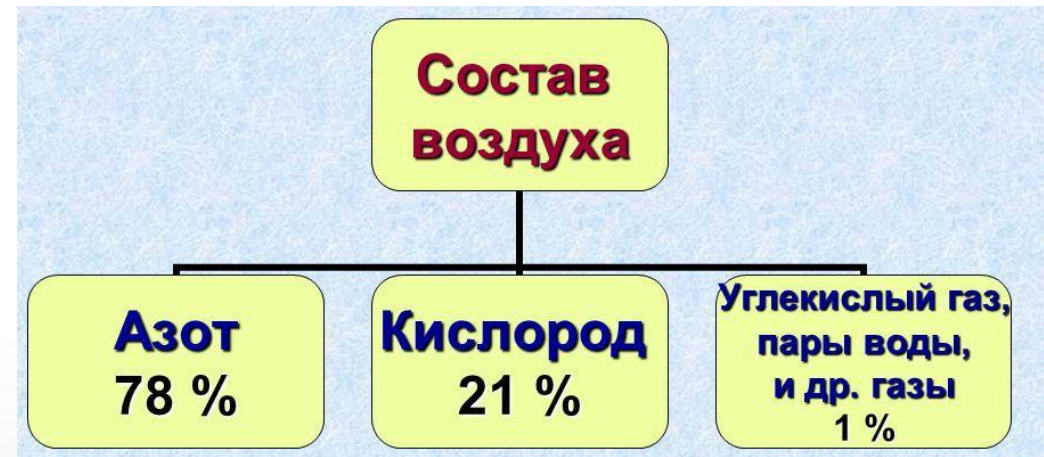 Состав
воздуха
Азот
78 %
Кислород
21 %
Углекислый газ,
пары воды,
и др. газы
1 %